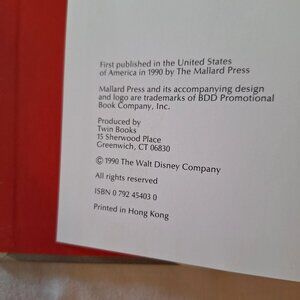 First published in the United States
of America in 1990 by The Mallard Press
Mallard Press and its accompanying design
and logo are trademarks of BDD Promotional
Book Company, Inc.
Produced by
Twin Books
15 Sherwood Place
Greenwich, CT 06830
© 1990 The Walt Disney Company
All rights reserved
ISBN 0 792 45403 0
Printed in Hong Kong